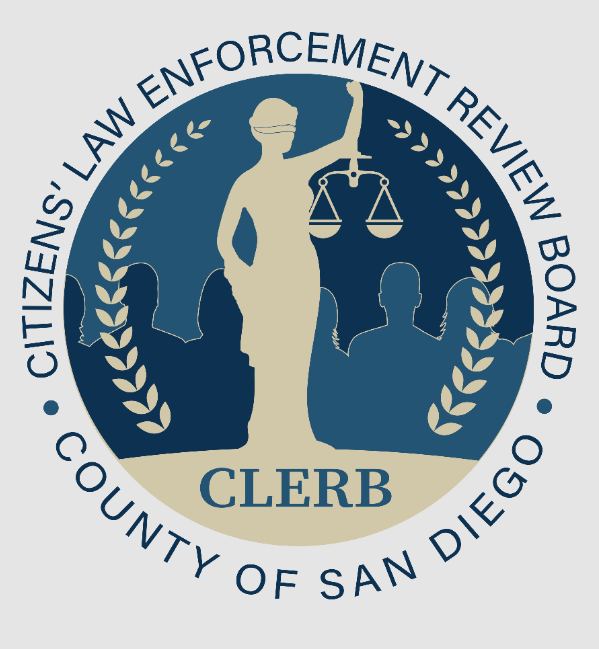 CITIZENS' LAW ENFORCEMENT REVIEW BOARD
CLERB
• COUNTY OF SAN DIEGO •